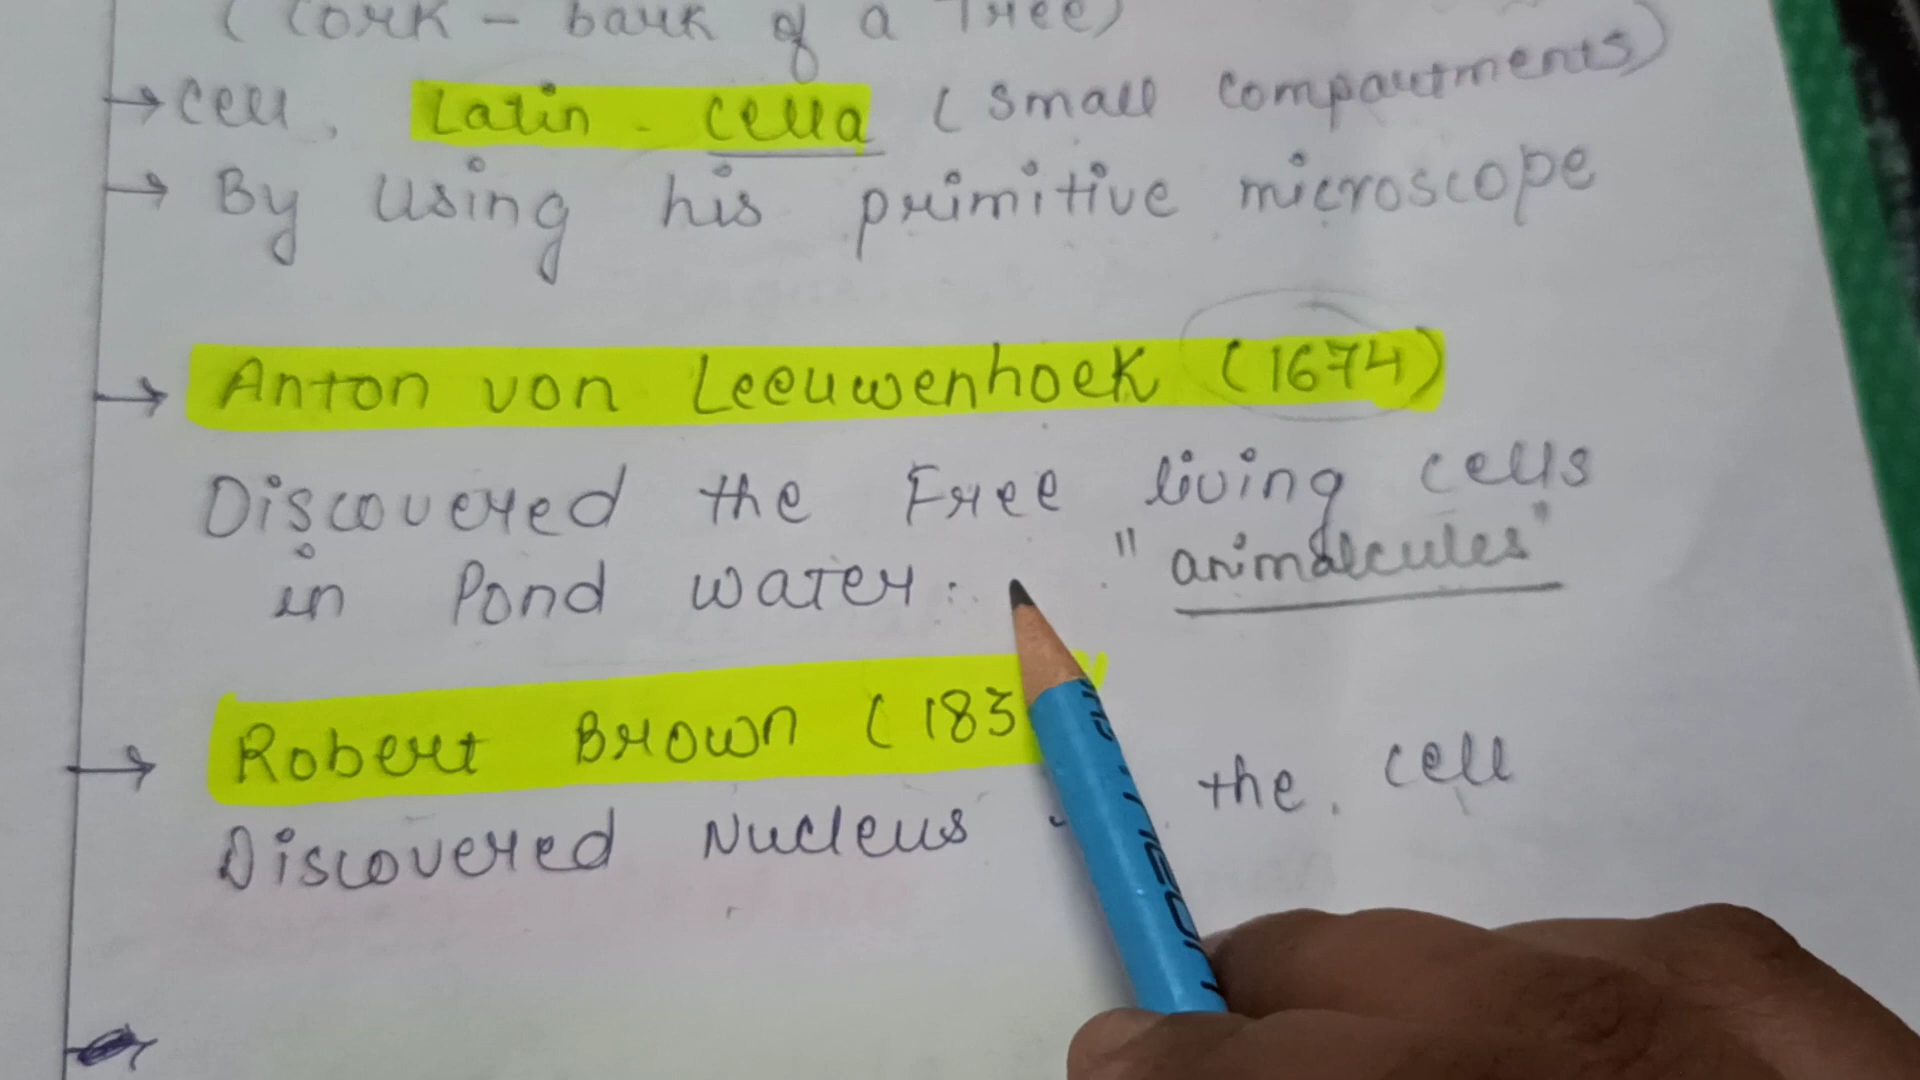 (Cork - bark of a Tree)
→ cell, Latin - cella (small compartments)
→ By using his primitive microscope
→ Anton von Leeuwenhoek (1674)
Discovered the Free living cells
in Pond water. "animalcules"
→ Robert Brown (183
Discovered Nucleus the cell